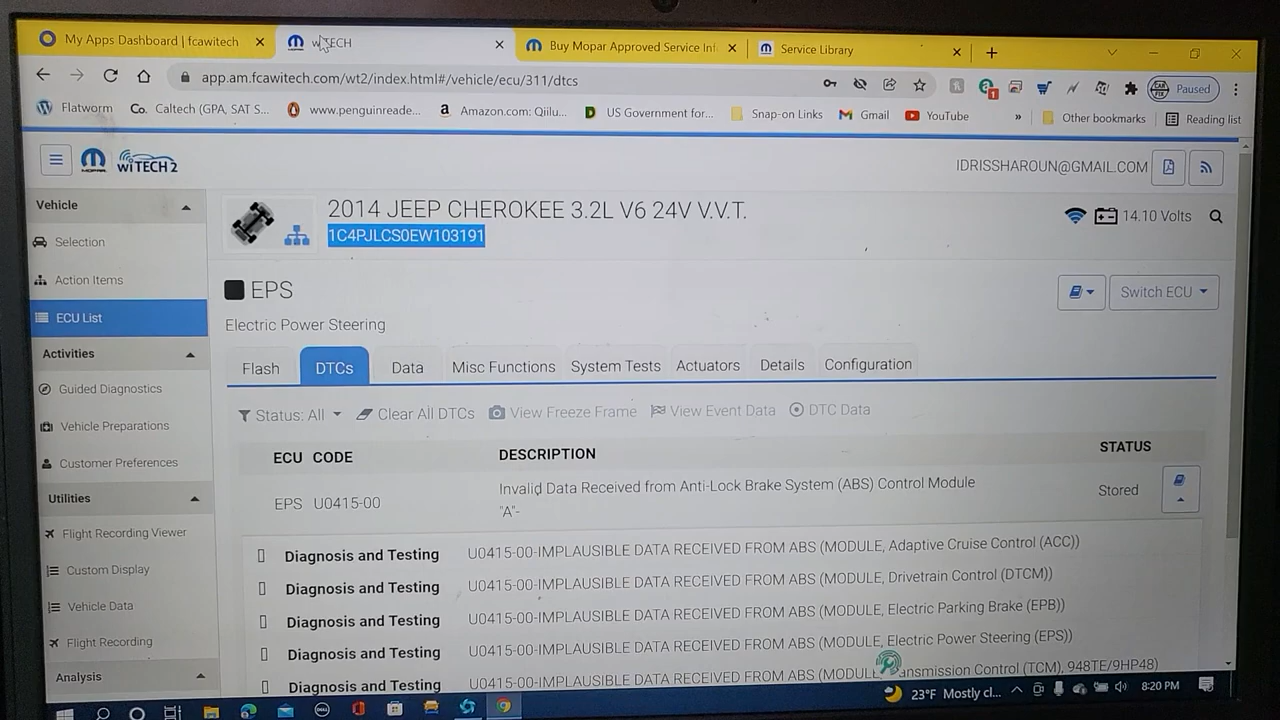 My Apps Dashboard | fcawitech
wiTECH
Buy Mopar Approved Service Inf
Service Library
app.am.fcawitech.com/wt2/index.html#/vehicle/ecu/311/dtcs
1
Paused
Flatworm
Co. Caltech (GPA, SAT S...
www.penguinreade...
Amazon.com: Qiilu...
US Government for...
Snap-on Links
Gmail
YouTube
»
Other bookmarks
Reading list
MOPAR
wiTECH 2
IDRISSHAROUN@GMAIL.COM
Vehicle
2014 JEEP CHEROKEE 3.2L V6 24V V.V.T.
1C4PJLCS0EW103191
14.10 Volts
Selection
Action Items
ECU List
Activities
Guided Diagnostics
Vehicle Preparations
Customer Preferences
Utilities
Flight Recording Viewer
Custom Display
Vehicle Data
Flight Recording
Analysis
EPS
Switch ECU
Electric Power Steering
Flash
DTCs
Data
Misc Functions
System Tests
Actuators
Details
Configuration
Status: All
Clear All DTCs
View Freeze Frame
View Event Data
DTC Data
ECU CODE DESCRIPTION STATUS
EPS U0415-00 Invalid Data Received from Anti-Lock Brake System (ABS) Control Module
"A"-
Stored
Diagnosis and Testing U0415-00-IMPLAUSIBLE DATA RECEIVED FROM ABS (MODULE, Adaptive Cruise Control (ACC))
Diagnosis and Testing U0415-00-IMPLAUSIBLE DATA RECEIVED FROM ABS (MODULE, Drivetrain Control (DTCM))
Diagnosis and Testing U0415-00-IMPLAUSIBLE DATA RECEIVED FROM ABS (MODULE, Electric Parking Brake (EPB))
Diagnosis and Testing U0415-00-IMPLAUSIBLE DATA RECEIVED FROM ABS (MODULE, Electric Power Steering (EPS))
Diagnosis and Testing U0415-00-IMPLAUSIBLE DATA RECEIVED FROM ABS (MODUL ansmission Control (TCM), 948TE/9HP48)
23°F Mostly cl...
8:20 PM